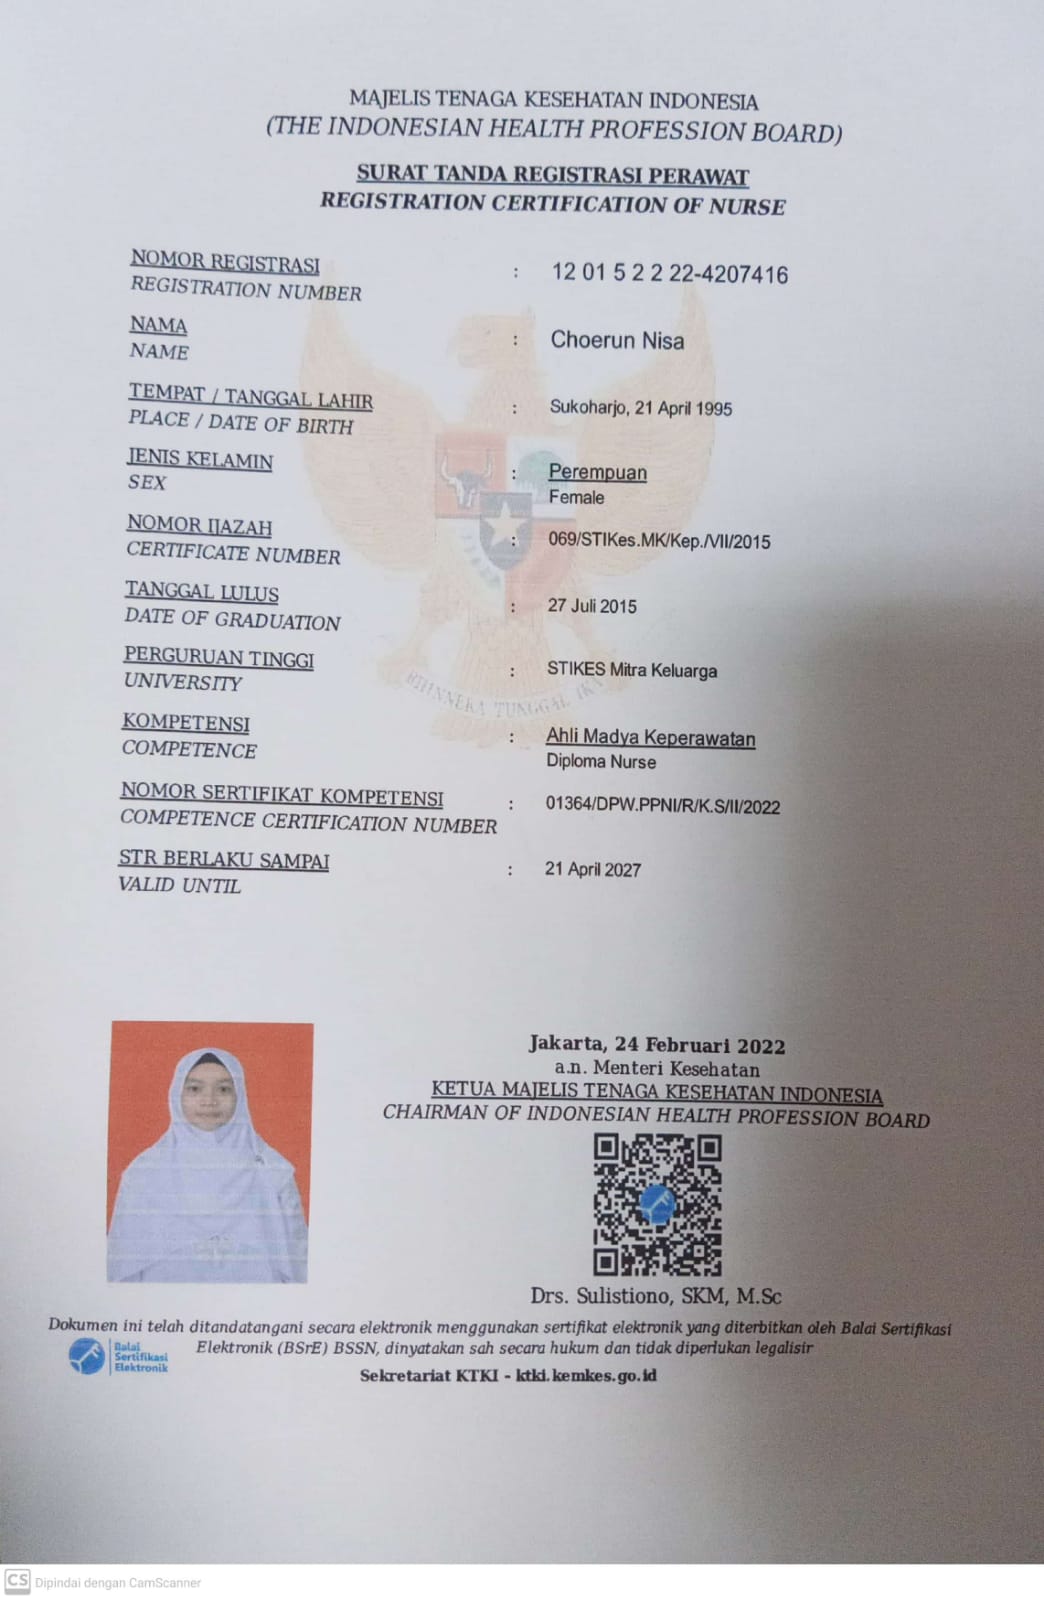 MAJELIS TENAGA KESEHATAN INDONESIA
(THE INDONESIAN HEALTH PROFESSION BOARD)
SURAT TANDA REGISTRASI PERAWAT
REGISTRATION CERTIFICATION OF NURSE
NOMOR REGISTRASI : 12 01 5 2 2 22-4207416
REGISTRATION NUMBER
NAMA : Choerun Nisa
NAME
TEMPAT / TANGGAL LAHIR : Sukoharjo, 21 April 1995
PLACE / DATE OF BIRTH
JENIS KELAMIN : Perempuan
SEX Female
NOMOR IJAZAH : 069/STIKes.MK/Kep./VII/2015
CERTIFICATE NUMBER
TANGGAL LULUS : 27 Juli 2015
DATE OF GRADUATION
PERGURUAN TINGGI : STIKES Mitra Keluarga
UNIVERSITY
BHINNEKA TUNGGAL IKA
KOMPETENSI : Ahli Madya Keperawatan
COMPETENCE Diploma Nurse
NOMOR SERTIFIKAT KOMPETENSI : 01364/DPW.PPNI/R/K.S/II/2022
COMPETENCE CERTIFICATION NUMBER
STR BERLAKU SAMPAI : 21 April 2027
VALID UNTIL
Jakarta, 24 Februari 2022
a.n. Menteri Kesehatan
KETUA MAJELIS TENAGA KESEHATAN INDONESIA
CHAIRMAN OF INDONESIAN HEALTH PROFESSION BOARD
Drs. Sulistiono, SKM, M.Sc
Dokumen ini telah ditandatangani secara elektronik menggunakan sertifikat elektronik yang diterbitkan oleh Balai Sertifikasi
Elektronik (BSrE) BSSN, dinyatakan sah secara hukum dan tidak diperlukan legalisir
Balai
Sertifikasi
Elektronik
Sekretariat KTKI - ktki.kemkes.go.id
CS Dipindai dengan CamScanner